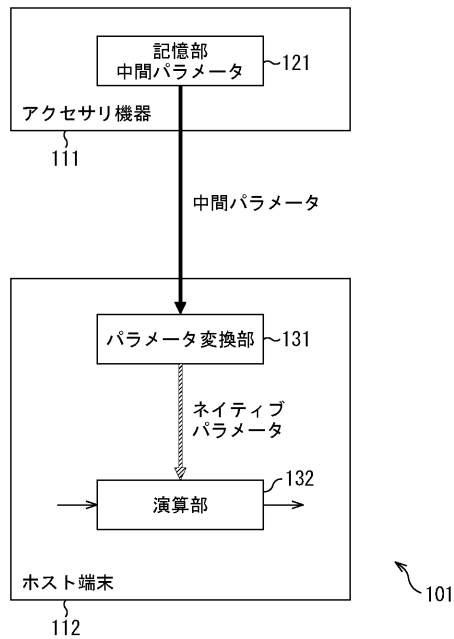 記憶部
中間パラメータ
121
アクセサリ機器
111
中間パラメータ
パラメータ変換部
131
ネイティブ
パラメータ
132
演算部
ホスト端末
101
112